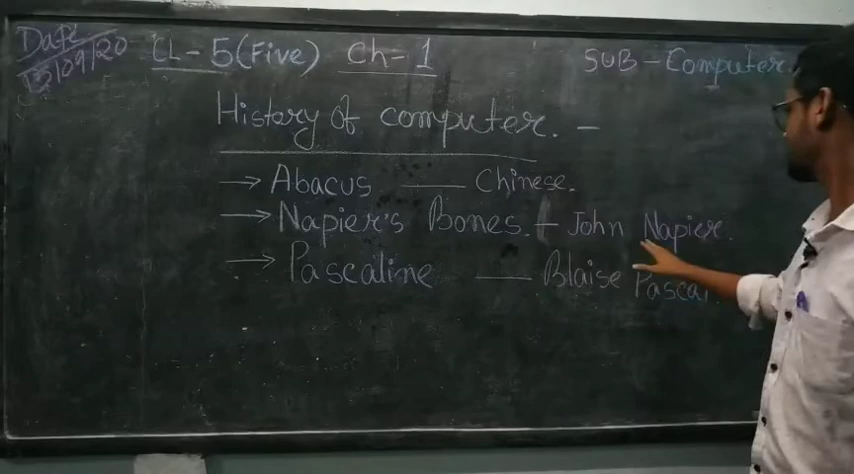 Date CL-5(Five) Ch-1 SUB-Computer
/09/20
History of computer. -
→ Abacus — Chinese.
→ Napier's Bones. - John Napier.
→ Pascaline — Blaise Pascal